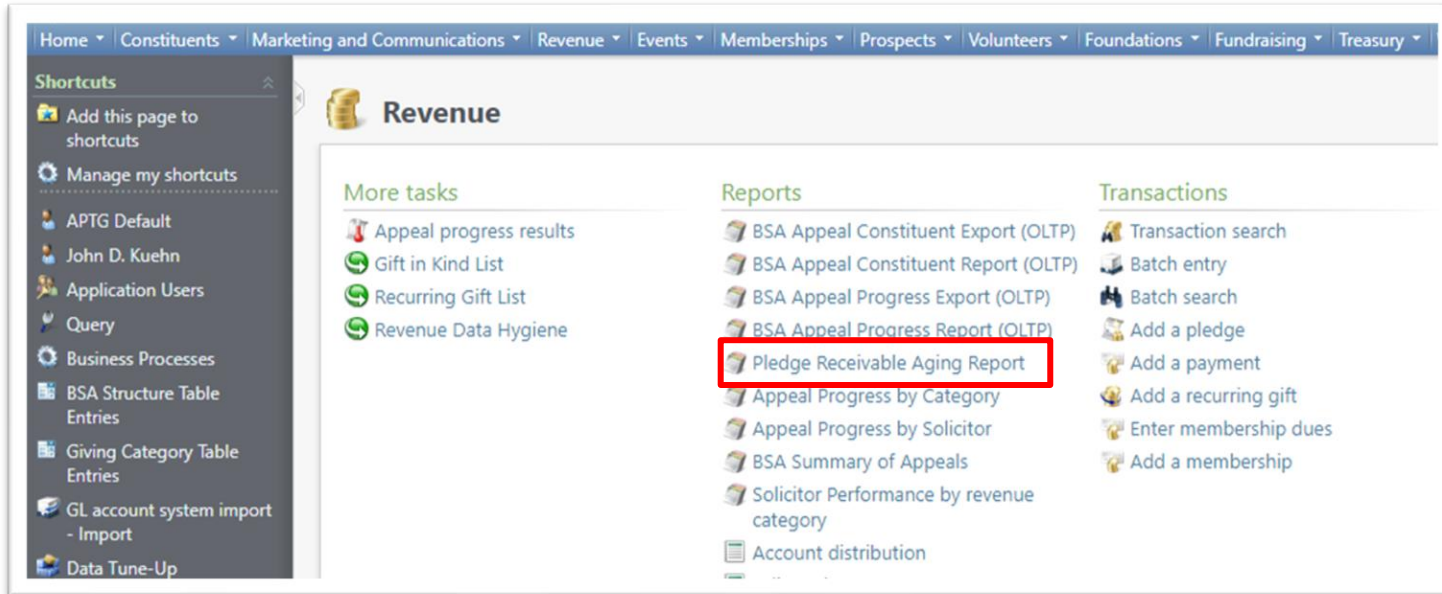 Home Constituents Marketing and Communications Revenue Events Memberships Prospects Volunteers Foundations Fundraising Treasury
Shortcuts
Add this page to
shortcuts
Manage my shortcuts
APTG Default
John D. Kuehn
Application Users
Query
Business Processes
BSA Structure Table
Entries
Giving Category Table
Entries
GL account system import
- Import
Data Tune-Up
Revenue
More tasks
Appeal progress results
Gift in Kind List
Recurring Gift List
Revenue Data Hygiene
Reports
BSA Appeal Constituent Export (OLTP)
BSA Appeal Constituent Report (OLTP)
BSA Appeal Progress Export (OLTP)
BSA Appeal Progress Report (OLTP)
Pledge Receivable Aging Report
Appeal Progress by Category
Appeal Progress by Solicitor
BSA Summary of Appeals
Solicitor Performance by revenue
category
Account distribution
Transactions
Transaction search
Batch entry
Batch search
Add a pledge
Add a payment
Add a recurring gift
Enter membership dues
Add a membership